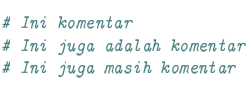 # Ini komentar
# Ini juga adalah komentar
# Ini juga masih komentar